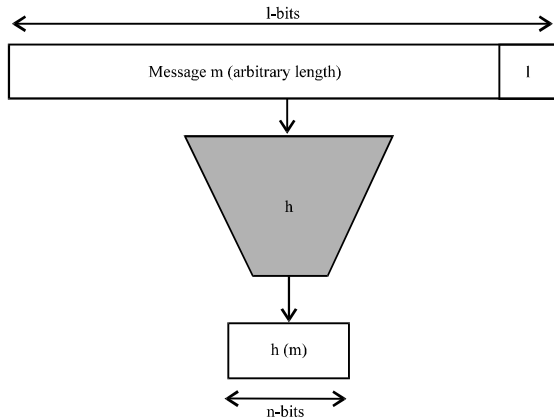 l-bits
Message m (arbitrary length)
l
h
h (m)
n-bits